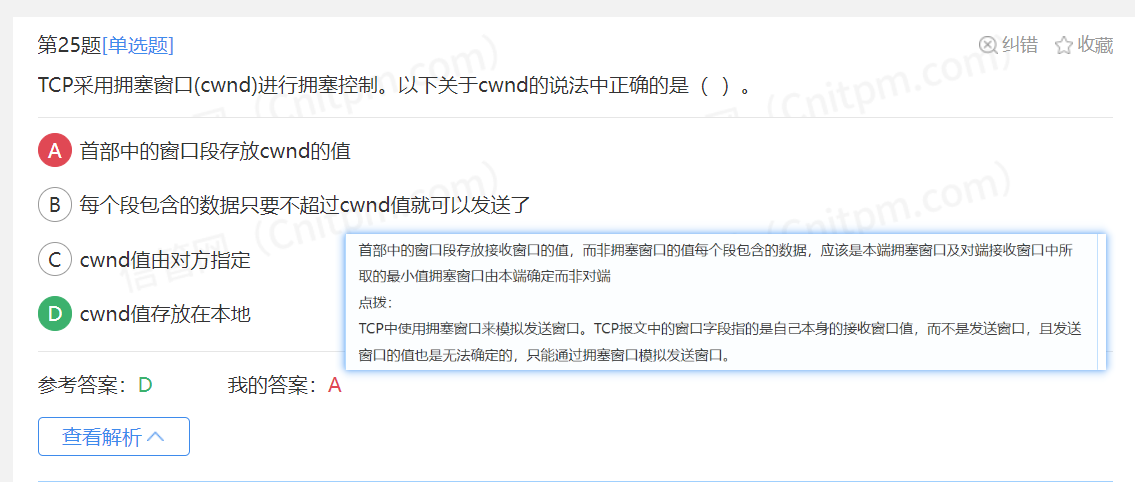 第25题[单选题] 纠错 收藏
TCP采用拥塞窗口(cwnd)进行拥塞控制。以下关于cwnd的说法中正确的是（ ）。
A 首部中的窗口段存放cwnd的值
B 每个段包含的数据只要不超过cwnd值就可以发送了
C cwnd值由对方指定
D cwnd值存放在本地
首部中的窗口段存放接收窗口的值，而非拥塞窗口的值每个段包含的数据，应该是本端拥塞窗口及对端接收窗口中所
取的最小值拥塞窗口由本端确定而非对端
点拨：
TCP中使用拥塞窗口来模拟发送窗口。TCP报文中的窗口字段指的是自己本身的接收窗口值，而不是发送窗口，且发送
窗口的值也是无法确定的，只能通过拥塞窗口模拟发送窗口。
参考答案：D 我的答案：A
查看解析